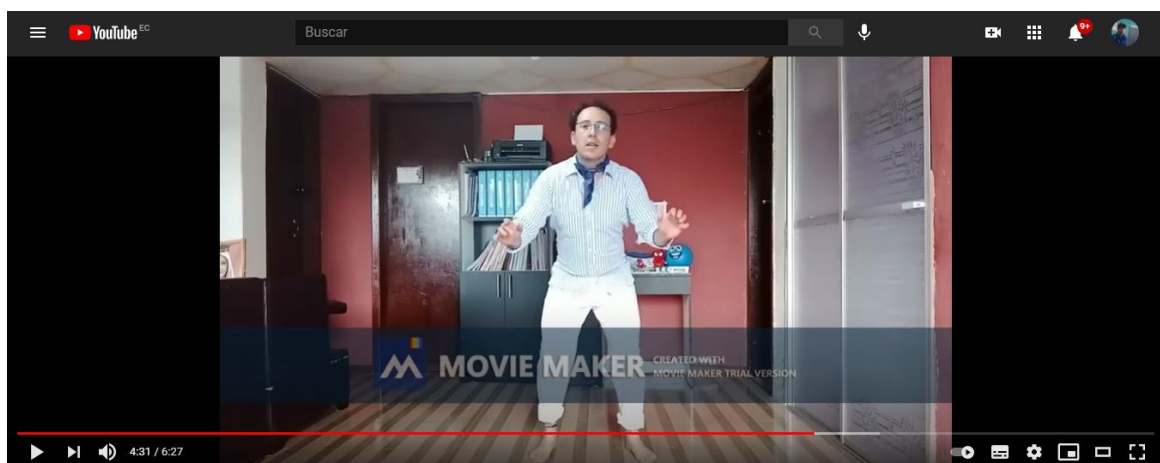 YouTube EC
Buscar
9+
MOVIE MAKER
CREATED WITH
MOVIE MAKER TRIAL VERSION
4:31 / 6:27